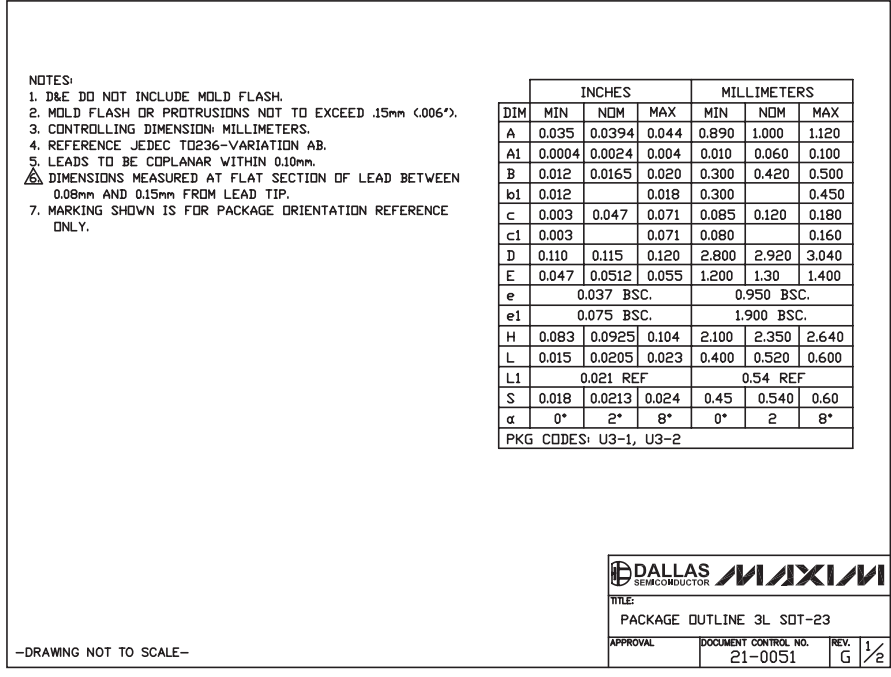 NOTES:
1. D&E DO NOT INCLUDE MOLD FLASH.
2. MOLD FLASH OR PROTRUSIONS NOT TO EXCEED .15mm (.006").
3. CONTROLLING DIMENSION: MILLIMETERS.
4. REFERENCE JEDEC TO236-VARIATION AB.
5. LEADS TO BE COPLANAR WITHIN 0.10mm.
6. DIMENSIONS MEASURED AT FLAT SECTION OF LEAD BETWEEN
0.08mm AND 0.15mm FROM LEAD TIP.
7. MARKING SHOWN IS FOR PACKAGE ORIENTATION REFERENCE
ONLY.
INCHES MILLIMETERS
DIM MIN NOM MAX MIN NOM MAX
A 0.035 0.0394 0.044 0.890 1.000 1.120
A1 0.0004 0.0024 0.004 0.010 0.060 0.100
B 0.012 0.0165 0.020 0.300 0.420 0.500
b1 0.012 0.018 0.300 0.450
c 0.003 0.047 0.071 0.085 0.120 0.180
c1 0.003 0.071 0.080 0.160
D 0.110 0.115 0.120 2.800 2.920 3.040
E 0.047 0.0512 0.055 1.200 1.30 1.400
e 0.037 BSC. 0.950 BSC.
e1 0.075 BSC. 1.900 BSC.
H 0.083 0.0925 0.104 2.100 2.350 2.640
L 0.015 0.0205 0.023 0.400 0.520 0.600
L1 0.021 REF 0.54 REF
S 0.018 0.0213 0.024 0.45 0.540 0.60
α 0° 2° 8° 0° 2 8°
PKG CODES: U3-1, U3-2
DALLAS SEMICONDUCTOR MAXIM
TITLE:
PACKAGE OUTLINE 3L SOT-23
APPROVAL DOCUMENT CONTROL NO. REV.
21-0051 G 1/2
-DRAWING NOT TO SCALE-